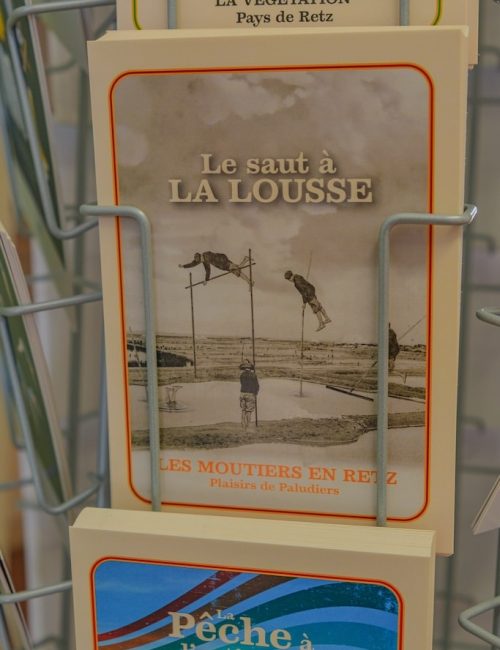 LA VÉGÉTATION
Pays de Retz
Le saut à
LA LOUSSE
LES MOUTIERS EN RETZ
Plaisirs de Paludiers
La
Pêche à